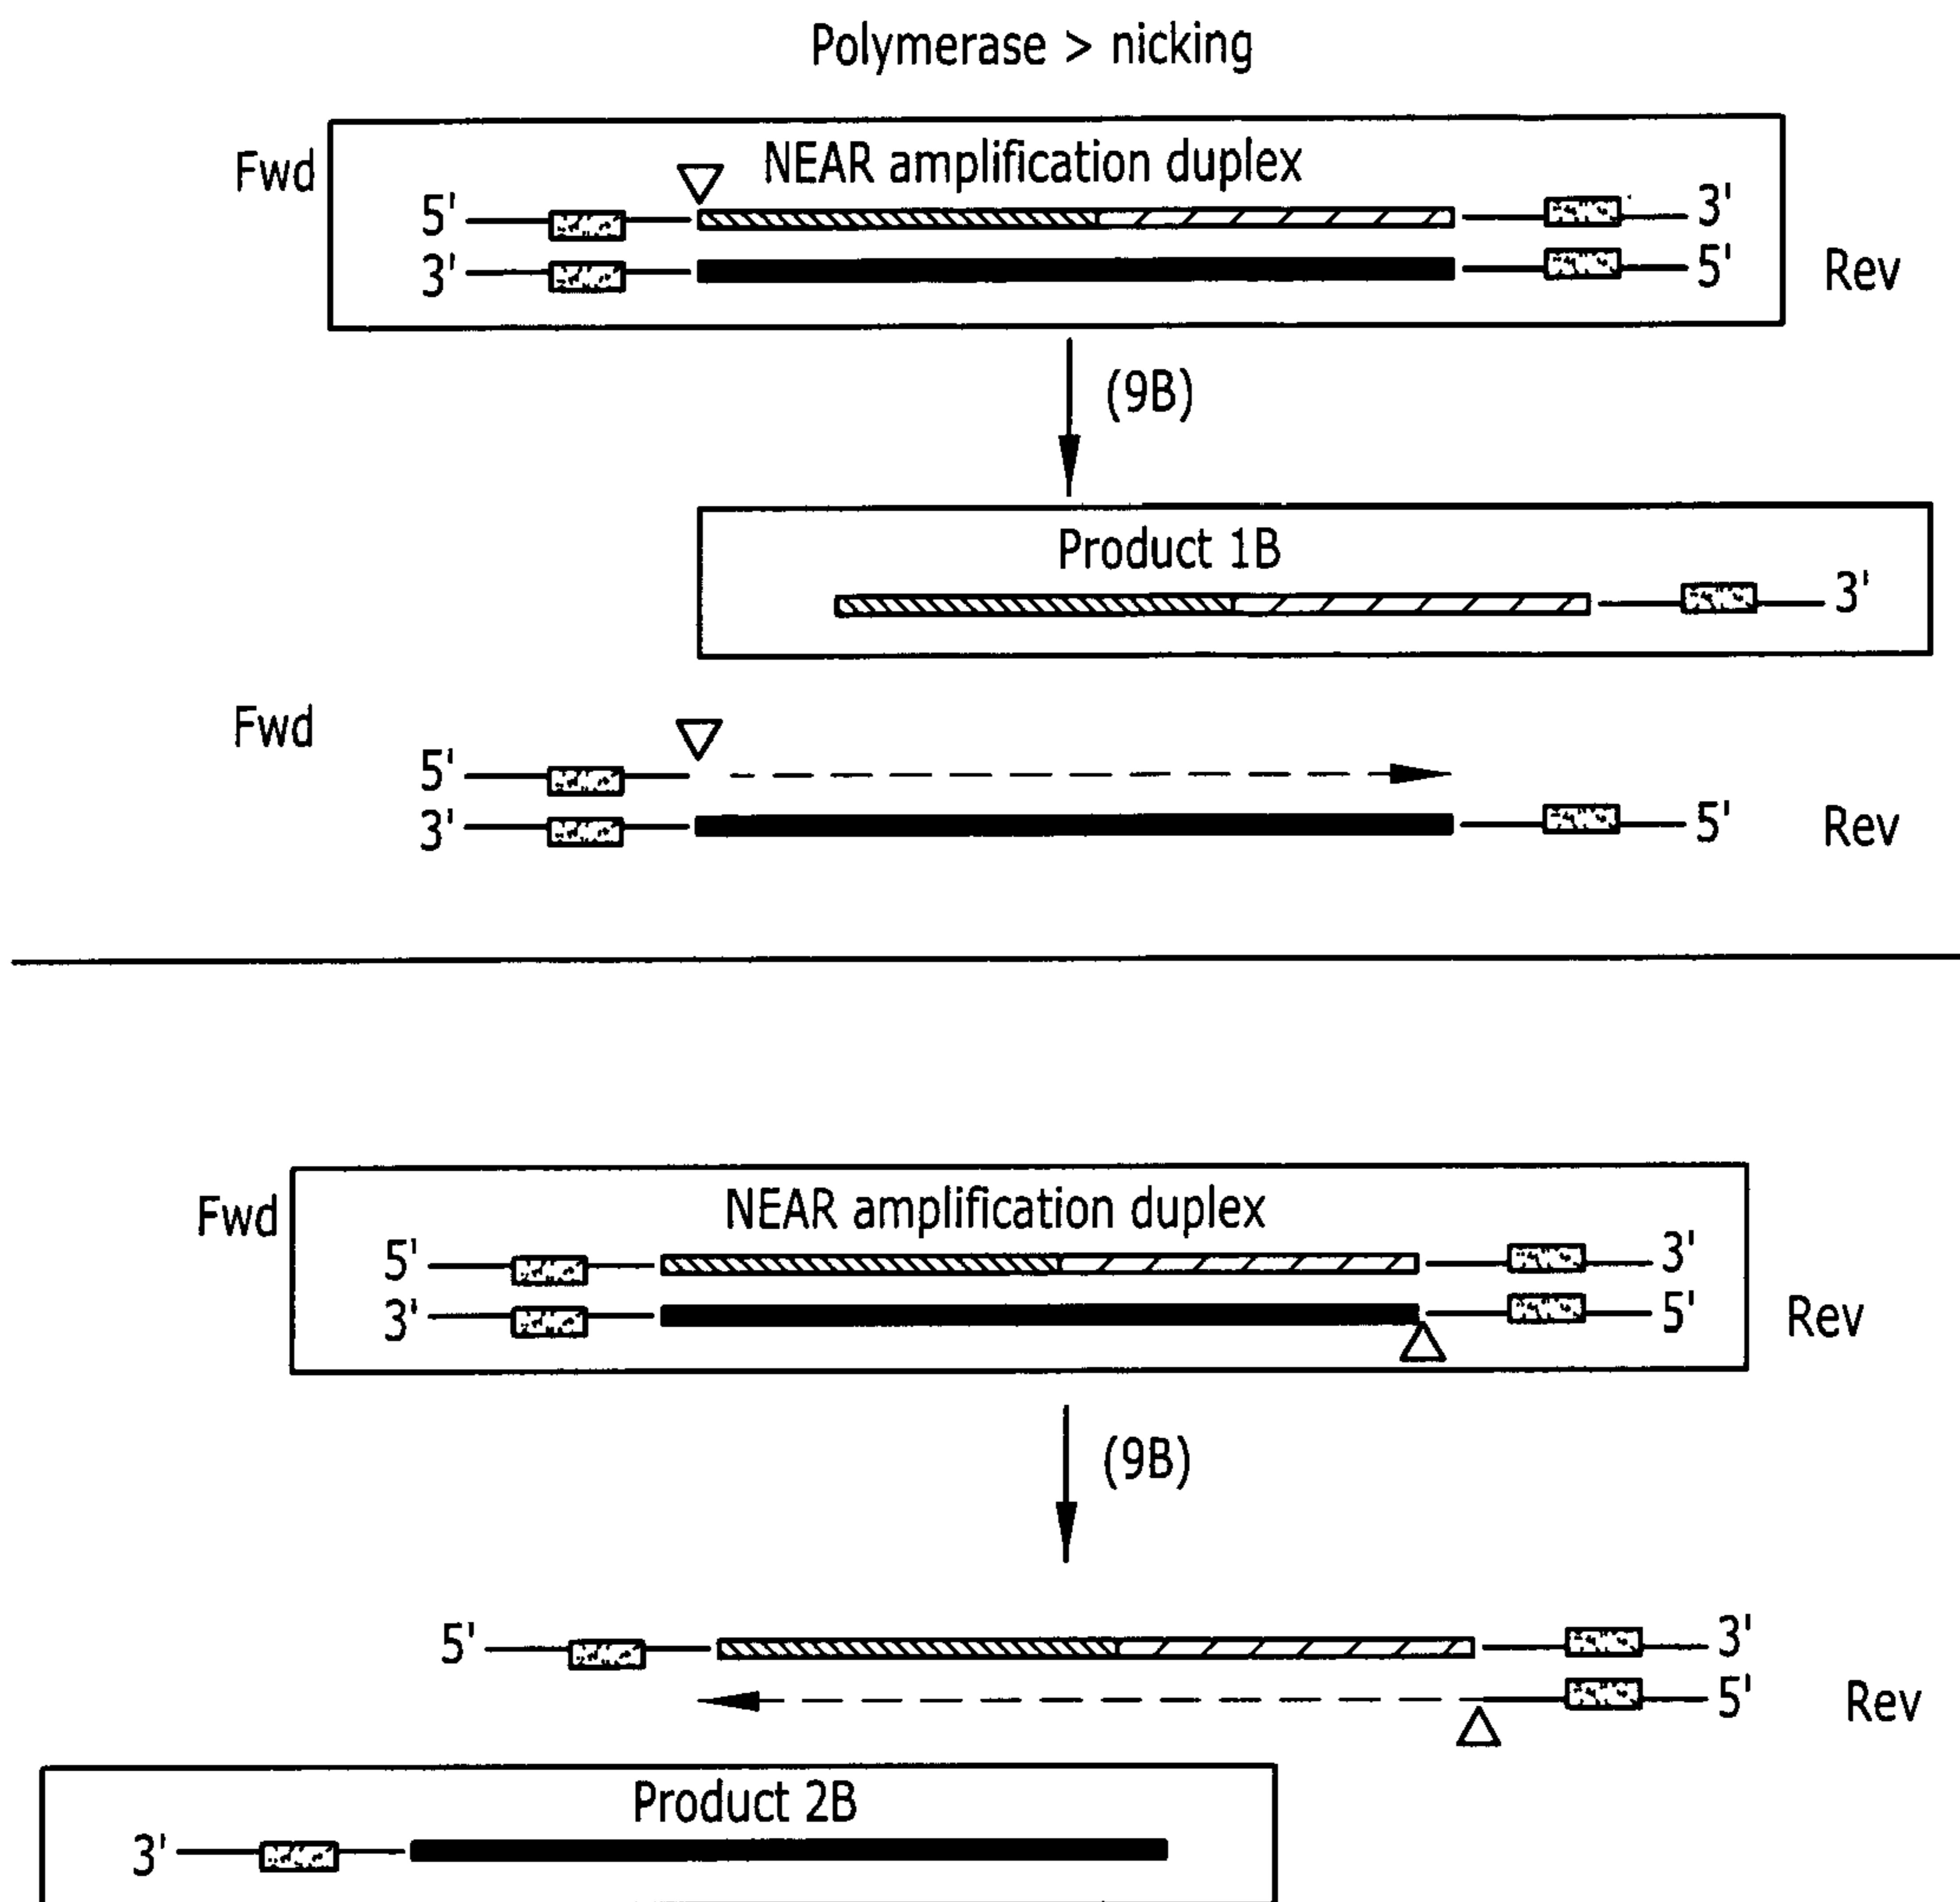 Polymerase > nicking
Fwd
NEAR amplification duplex
5' 3'
3' 5'
Rev
(9B)
Product 1B
3'
Fwd
5'
3' 5'
Rev
Fwd
NEAR amplification duplex
5' 3'
3' 5'
Rev
(9B)
5' 3'
5'
Rev
Product 2B
3'